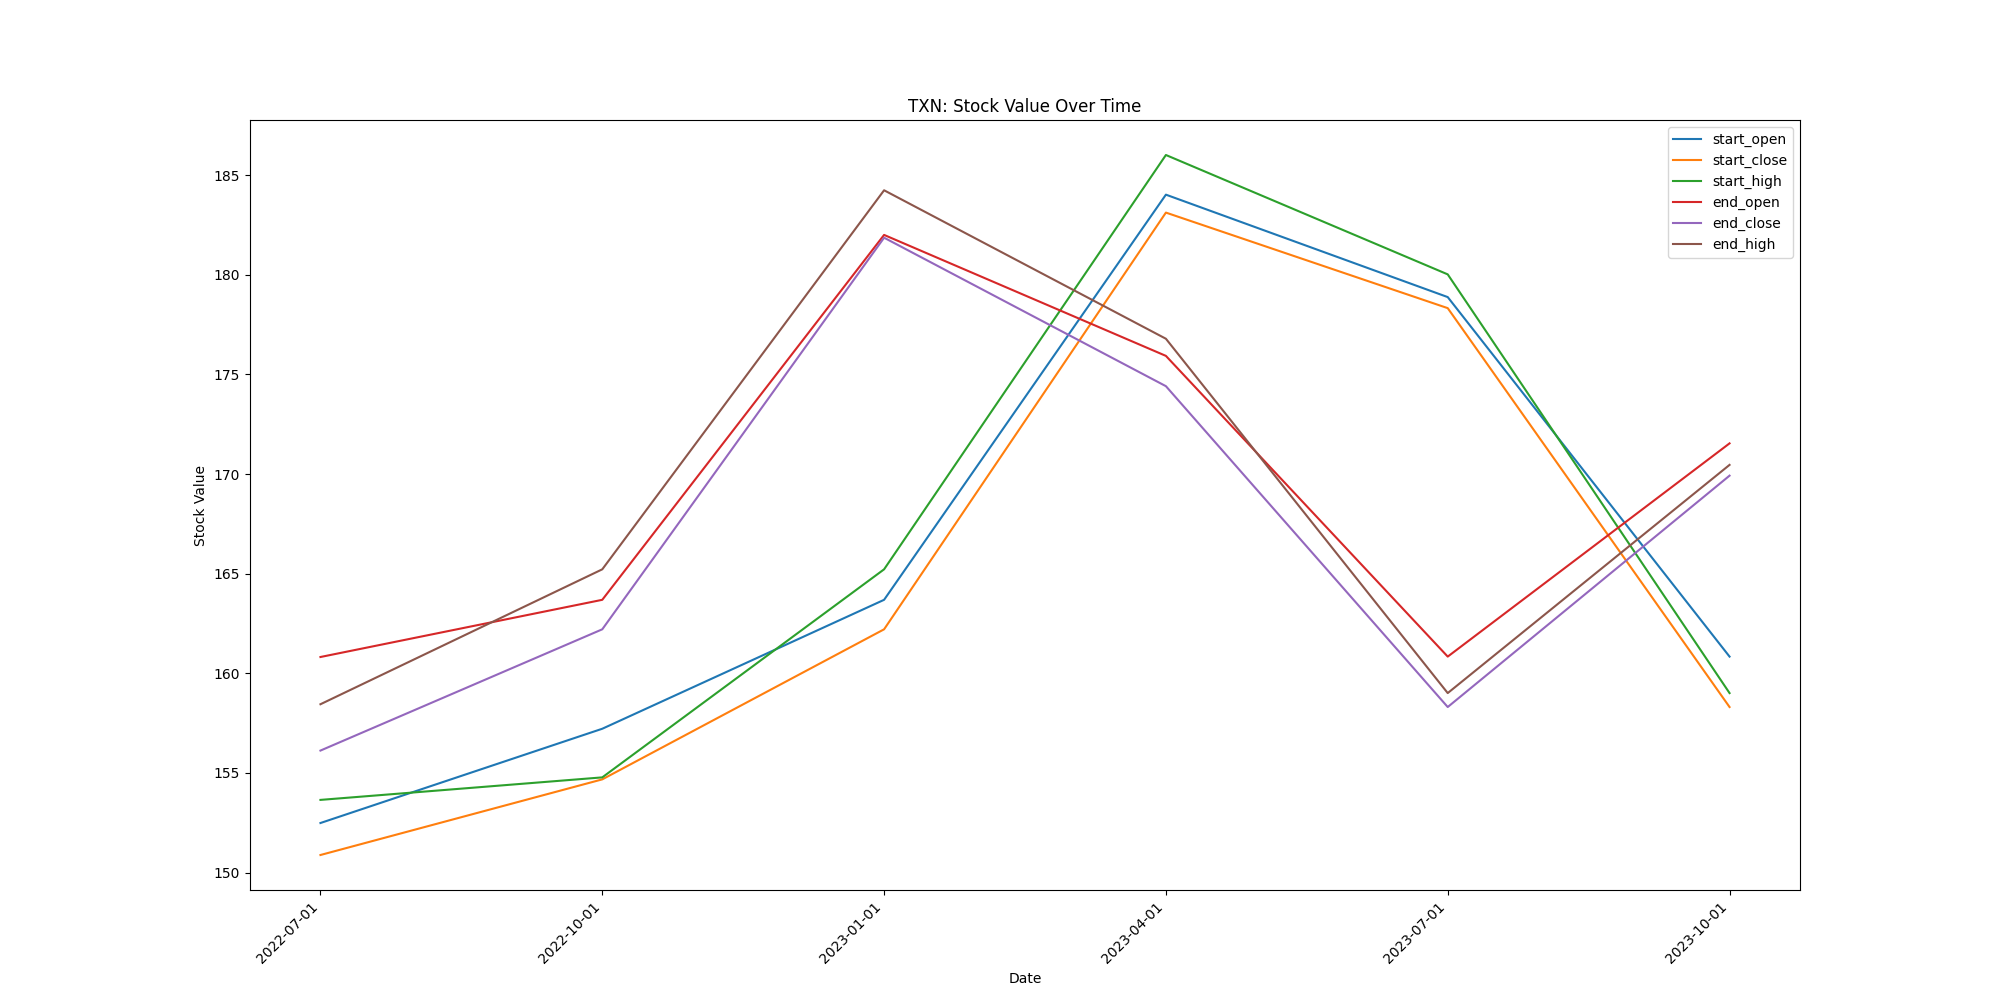 TXN: Stock Value Over Time
start_open
start_close
start_high
end_open
end_close
end_high
Stock Value
185
180
175
170
165
160
155
150
2022-07-01
2022-10-01
2023-01-01
2023-04-01
2023-07-01
2023-10-01
Date